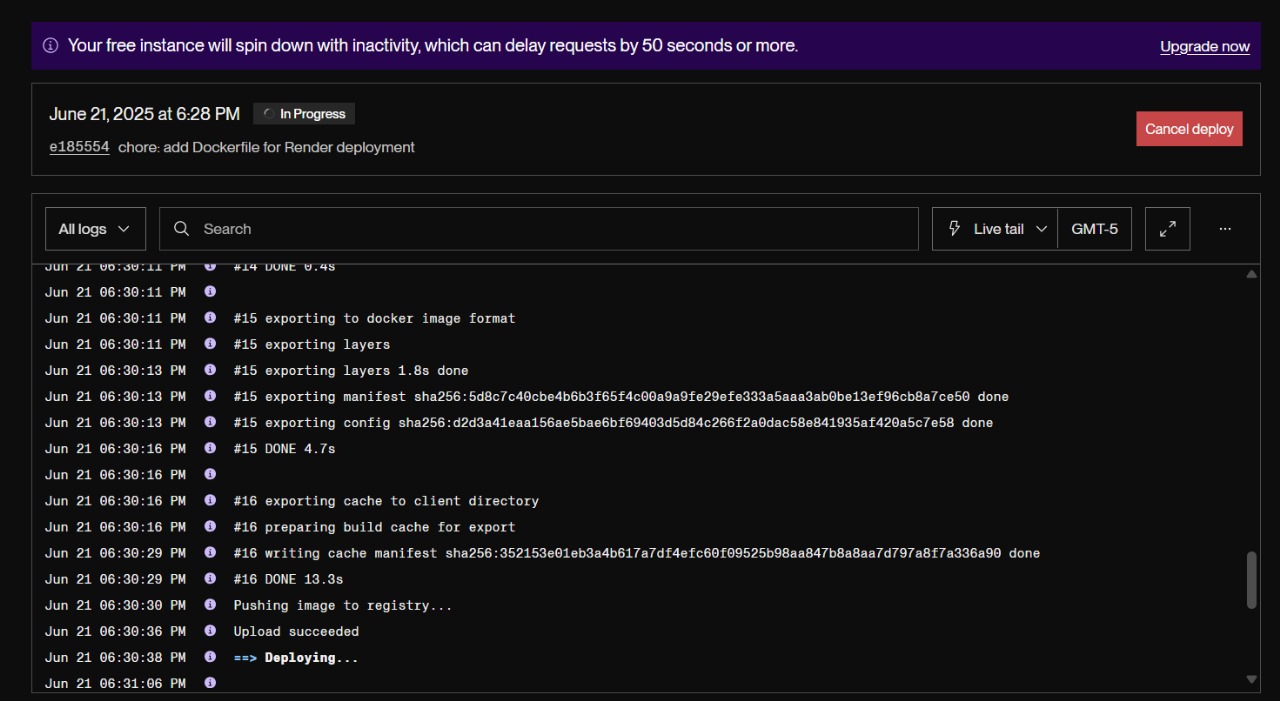 Your free instance will spin down with inactivity, which can delay requests by 50 seconds or more.
Upgrade now
June 21, 2025 at 6:28 PM
In Progress
Cancel deploy
e185554 chore: add Dockerfile for Render deployment
All logs
Search
Live tail
GMT-5
Jun 21 06:30:11 PM #14 DONE 0.4s
Jun 21 06:30:11 PM
Jun 21 06:30:11 PM #15 exporting to docker image format
Jun 21 06:30:11 PM #15 exporting layers
Jun 21 06:30:13 PM #15 exporting layers 1.8s done
Jun 21 06:30:13 PM #15 exporting manifest sha256:5d8c7c40cbe4b6b3f65f4c00a9a9fe29efe333a5aaa3ab0be13ef96cb8a7ce50 done
Jun 21 06:30:13 PM #15 exporting config sha256:d2d3a41eaa156ae5bae6bf69403d5d84c266f2a0dac58e841935af420a5c7e58 done
Jun 21 06:30:16 PM #15 DONE 4.7s
Jun 21 06:30:16 PM
Jun 21 06:30:16 PM #16 exporting cache to client directory
Jun 21 06:30:16 PM #16 preparing build cache for export
Jun 21 06:30:29 PM #16 writing cache manifest sha256:352153e01eb3a4b617a7df4efc60f09525b98aa847b8a8aa7d797a8f7a336a90 done
Jun 21 06:30:29 PM #16 DONE 13.3s
Jun 21 06:30:30 PM Pushing image to registry...
Jun 21 06:30:36 PM Upload succeeded
Jun 21 06:30:38 PM ==> Deploying...
Jun 21 06:31:06 PM